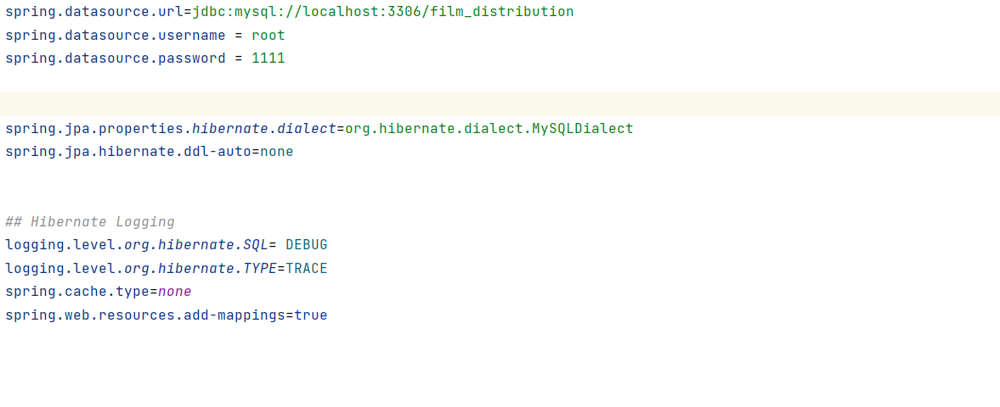 spring.datasource.url=jdbc:mysql://localhost:3306/film_distribution
spring.datasource.username = root
spring.datasource.password = 1111
spring.jpa.properties.hibernate.dialect=org.hibernate.dialect.MySQLDialect
spring.jpa.hibernate.ddl-auto=none
## Hibernate Logging
logging.level.org.hibernate.SQL= DEBUG
logging.level.org.hibernate.TYPE=TRACE
spring.cache.type=none
spring.web.resources.add-mappings=true